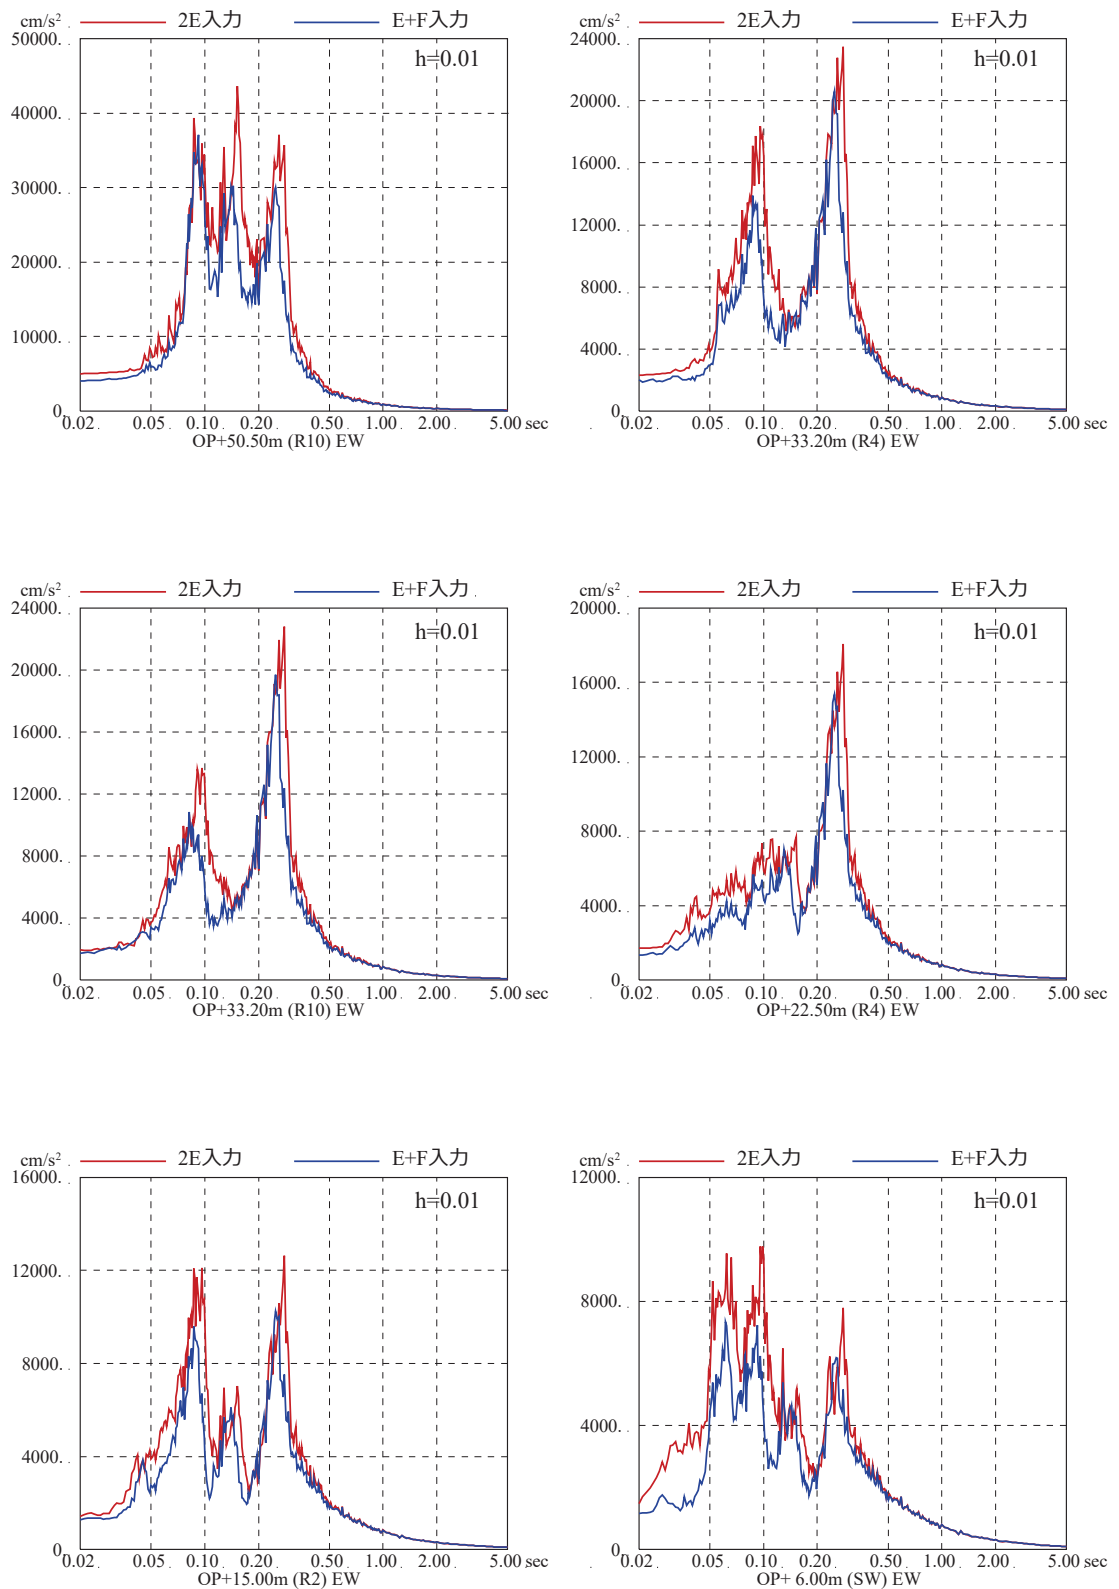 cm/s² 2E入力 E+F入力
50000.
h=0.01
40000.
30000.
20000.
10000.
0.
0.02 0.05 0.10 0.20 0.50 1.00 2.00 5.00 sec
OP+50.50m (R10) EW
cm/s² 2E入力 E+F入力
24000.
h=0.01
20000.
16000.
12000.
8000.
4000.
0.
0.02 0.05 0.10 0.20 0.50 1.00 2.00 5.00 sec
OP+33.20m (R4) EW
cm/s² 2E入力 E+F入力
24000.
h=0.01
20000.
16000.
12000.
8000.
4000.
0.
0.02 0.05 0.10 0.20 0.50 1.00 2.00 5.00 sec
OP+33.20m (R10) EW
cm/s² 2E入力 E+F入力
20000.
h=0.01
16000.
12000.
8000.
4000.
0.
0.02 0.05 0.10 0.20 0.50 1.00 2.00 5.00 sec
OP+22.50m (R4) EW
cm/s² 2E入力 E+F入力
16000.
h=0.01
12000.
8000.
4000.
0.
0.02 0.05 0.10 0.20 0.50 1.00 2.00 5.00 sec
OP+15.00m (R2) EW
cm/s² 2E入力 E+F入力
12000.
h=0.01
8000.
4000.
0.
0.02 0.05 0.10 0.20 0.50 1.00 2.00 5.00 sec
OP+ 6.00m (SW) EW